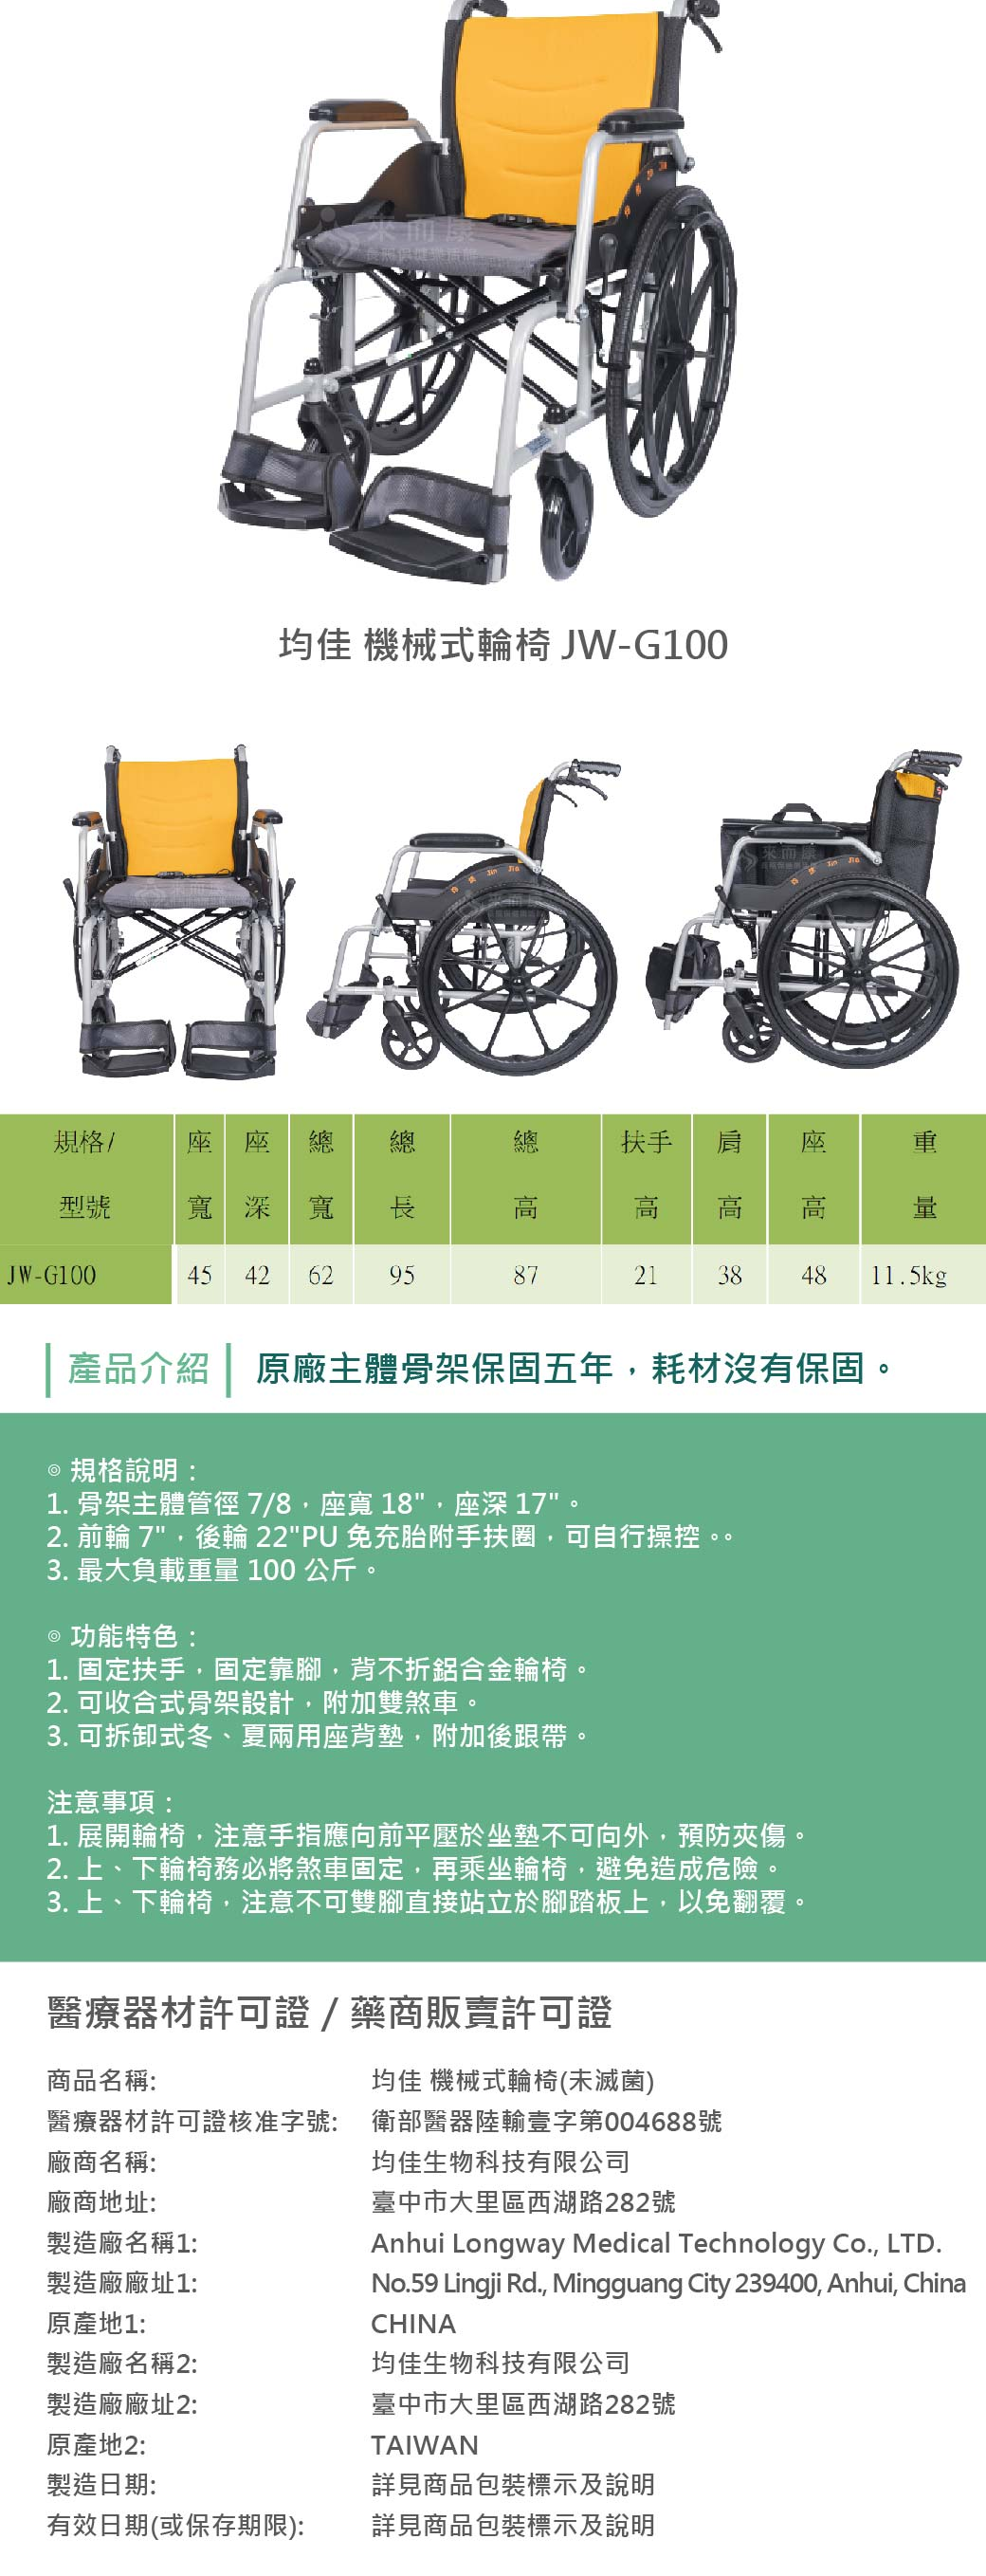 來而康
長照保健樂復能
均佳 機械式輪椅 JW-G100
來而康
規格/型號 座寬 座深 總寬 總長 總高 扶手高 肩高 座高 重量
JW-G100 45 42 62 95 87 21 38 48 11.5kg
產品介紹 原廠主體骨架保固五年，耗材沒有保固。
◎ 規格說明：
1. 骨架主體管徑 7/8，座寬 18"，座深 17"。
2. 前輪 7"，後輪 22"PU 免充胎附手扶圈，可自行操控。。
3. 最大負載重量 100 公斤。
◎ 功能特色：
1. 固定扶手，固定靠腳，背不折鋁合金輪椅。
2. 可收合式骨架設計，附加雙煞車。
3. 可拆卸式冬、夏兩用座背墊，附加後跟帶。
注意事項：
1. 展開輪椅，注意手指應向前平壓於坐墊不可向外，預防夾傷。
2. 上、下輪椅務必將煞車固定，再乘坐輪椅，避免造成危險。
3. 上、下輪椅，注意不可雙腳直接站立於腳踏板上，以免翻覆。
醫療器材許可證 / 藥商販賣許可證
商品名稱: 均佳 機械式輪椅(未滅菌)
醫療器材許可證核准字號: 衛部醫器陸輸壹字第004688號
廠商名稱: 均佳生物科技有限公司
廠商地址: 臺中市大里區西湖路282號
製造廠名稱1: Anhui Longway Medical Technology Co., LTD.
製造廠廠址1: No.59 Lingji Rd., Mingguang City 239400, Anhui, China
原產地1: CHINA
製造廠名稱2: 均佳生物科技有限公司
製造廠廠址2: 臺中市大里區西湖路282號
原產地2: TAIWAN
製造日期: 詳見商品包裝標示及說明
有效日期(或保存期限): 詳見商品包裝標示及說明